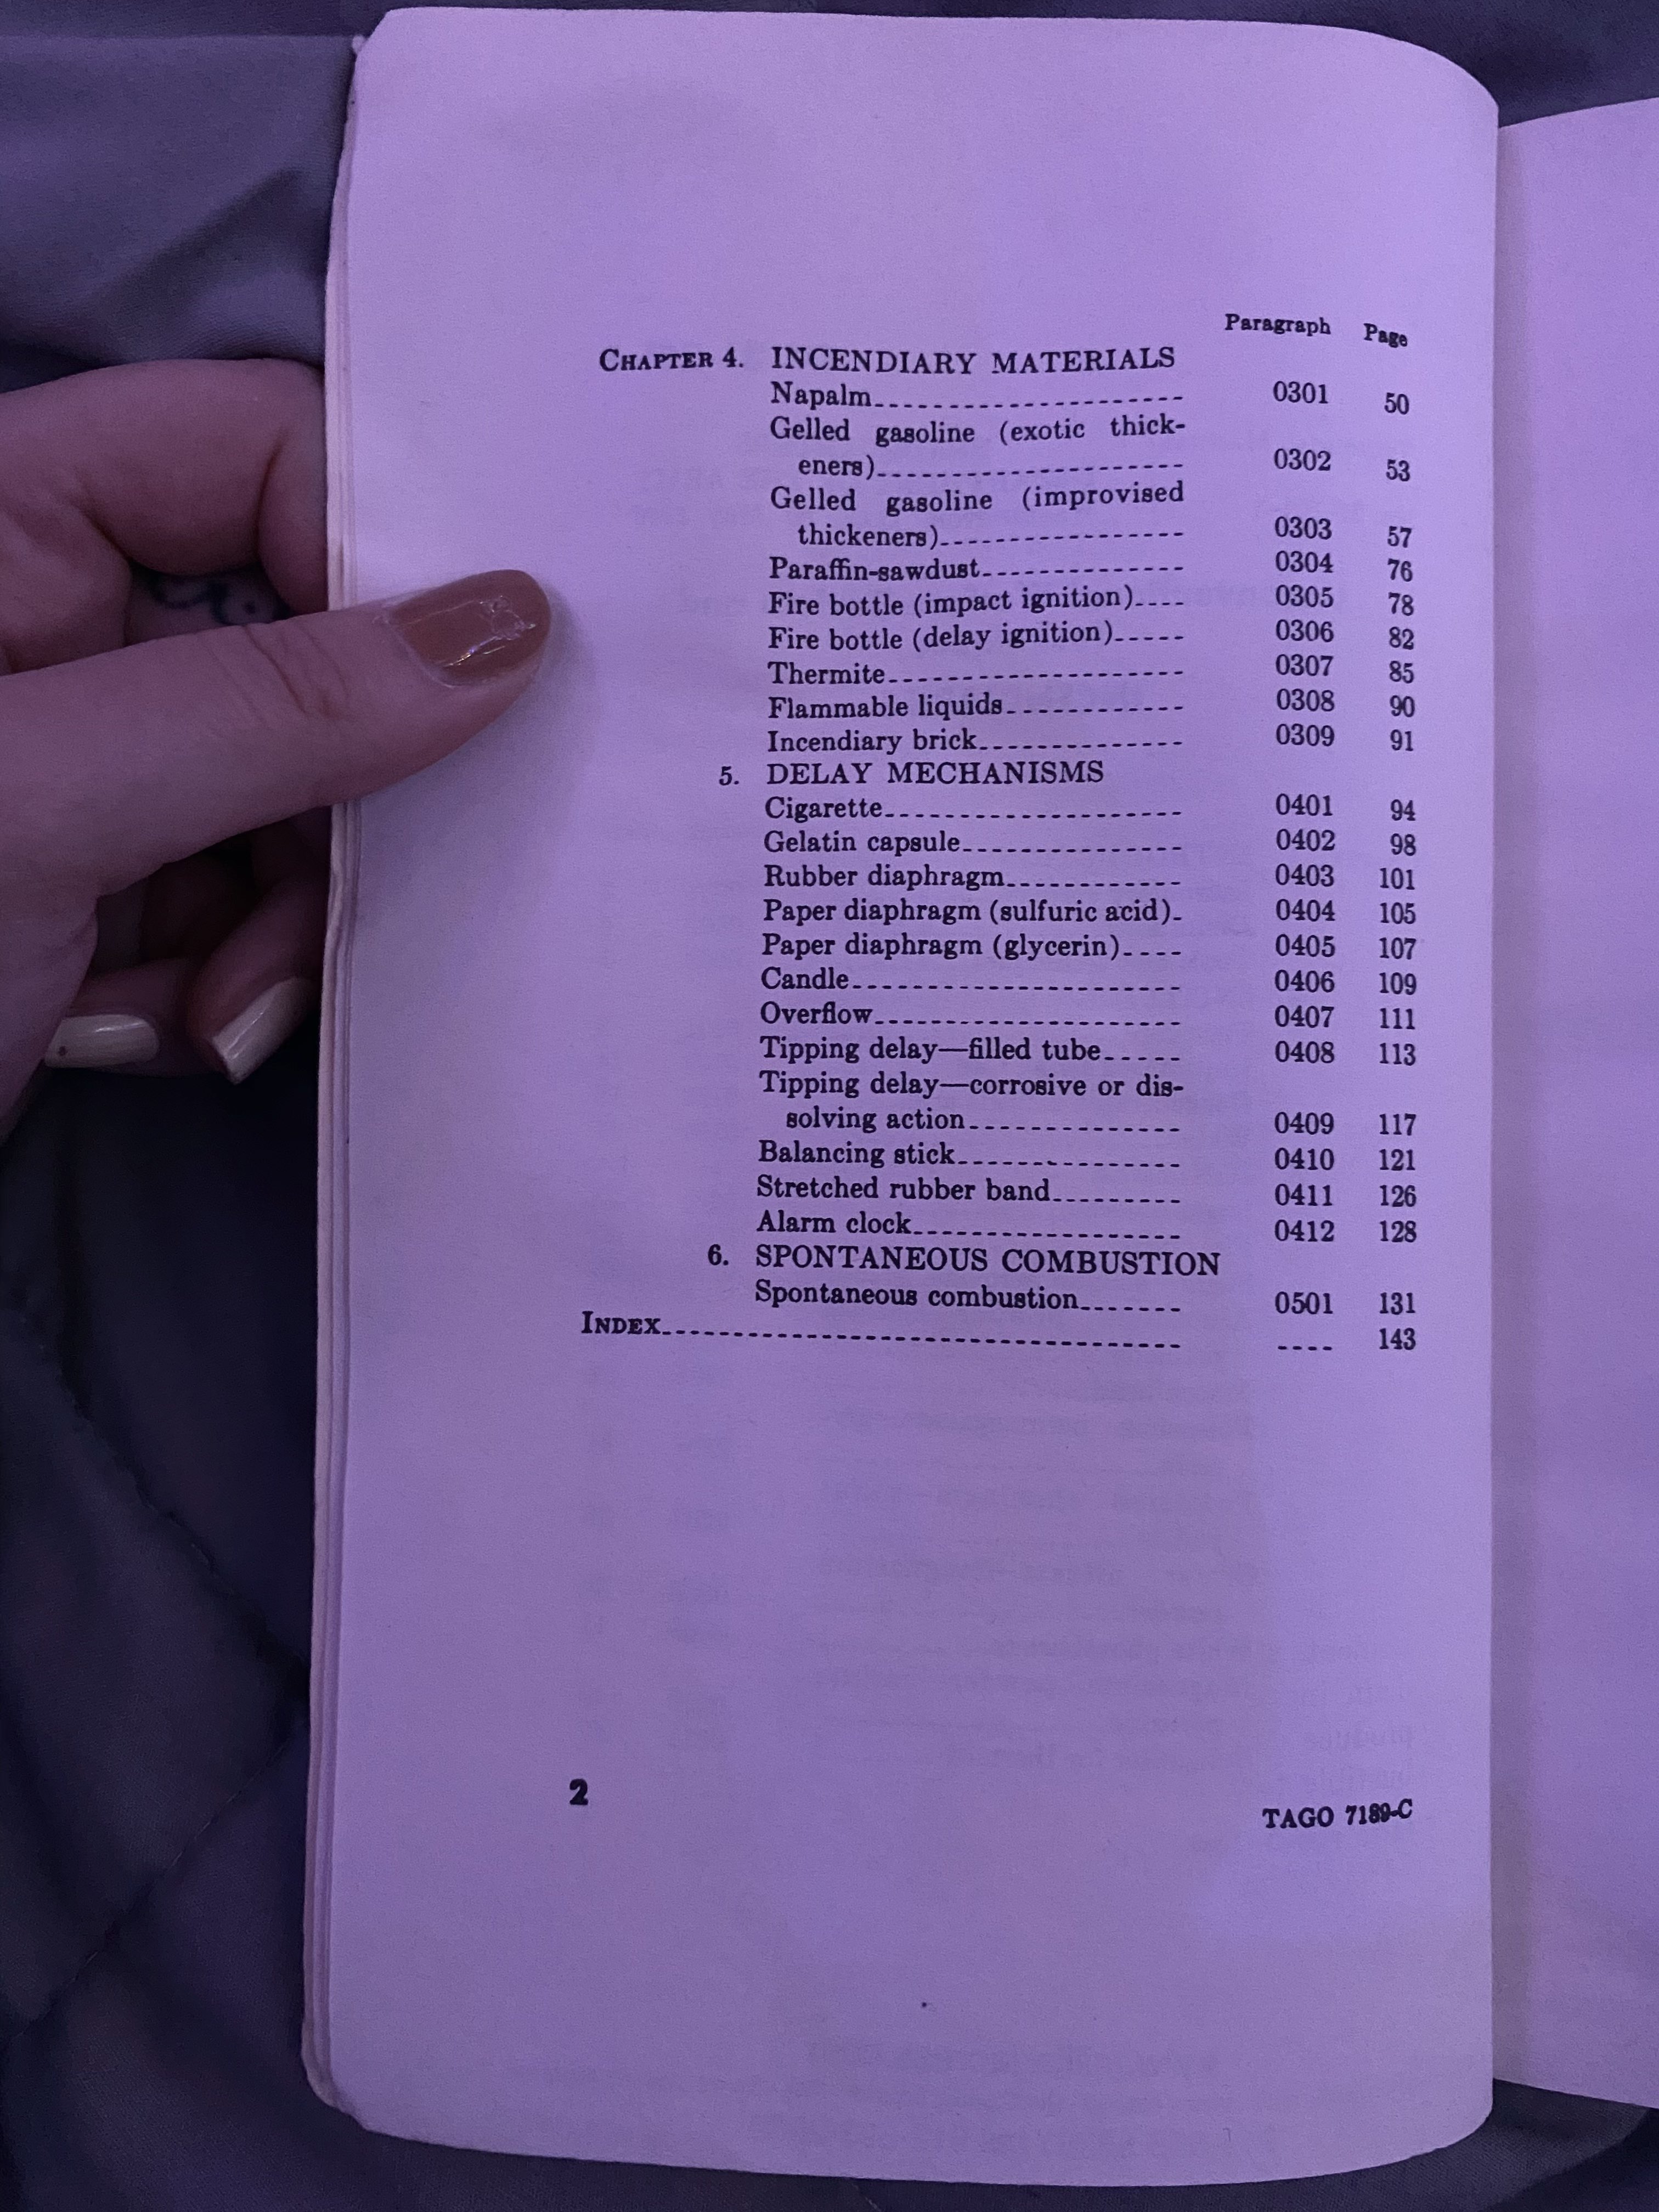 Paragraph Page
CHAPTER 4. INCENDIARY MATERIALS
Napalm 0301 50
Gelled gasoline (exotic thick-
eners) 0302 53
Gelled gasoline (improvised
thickeners) 0303 57
Paraffin-sawdust 0304 76
Fire bottle (impact ignition) 0305 78
Fire bottle (delay ignition) 0306 82
Thermite 0307 85
Flammable liquids 0308 90
Incendiary brick 0309 91
5. DELAY MECHANISMS
Cigarette 0401 94
Gelatin capsule 0402 98
Rubber diaphragm 0403 101
Paper diaphragm (sulfuric acid) 0404 105
Paper diaphragm (glycerin) 0405 107
Candle 0406 109
Overflow 0407 111
Tipping delay—filled tube 0408 113
Tipping delay—corrosive or dis-
solving action 0409 117
Balancing stick 0410 121
Stretched rubber band 0411 126
Alarm clock 0412 128
6. SPONTANEOUS COMBUSTION
Spontaneous combustion 0501 131
INDEX ---- 143
2
TAGO 7189-C